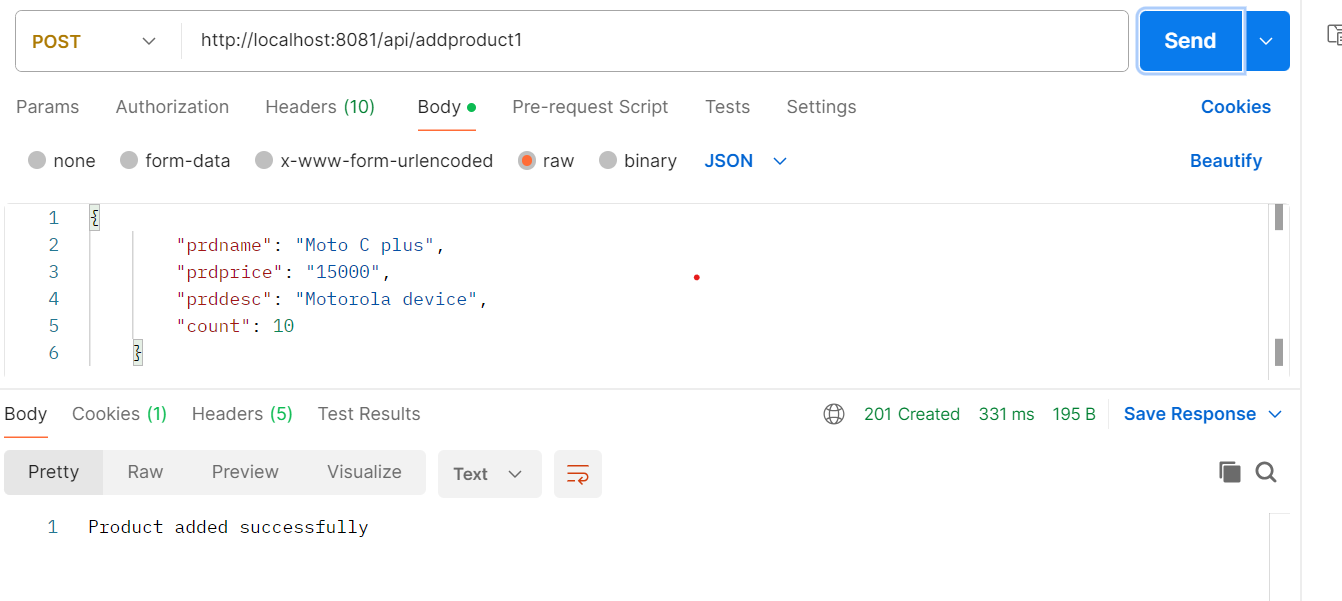 POST http://localhost:8081/api/addproduct1 Send
Params Authorization Headers (10) Body Pre-request Script Tests Settings Cookies
none form-data x-www-form-urlencoded raw binary JSON Beautify
1 {
2 "prdname": "Moto C plus",
3 "prdprice": "15000",
4 "prddesc": "Motorola device",
5 "count": 10
6 }
Body Cookies (1) Headers (5) Test Results 201 Created 331 ms 195 B Save Response
Pretty Raw Preview Visualize Text
1 Product added successfully